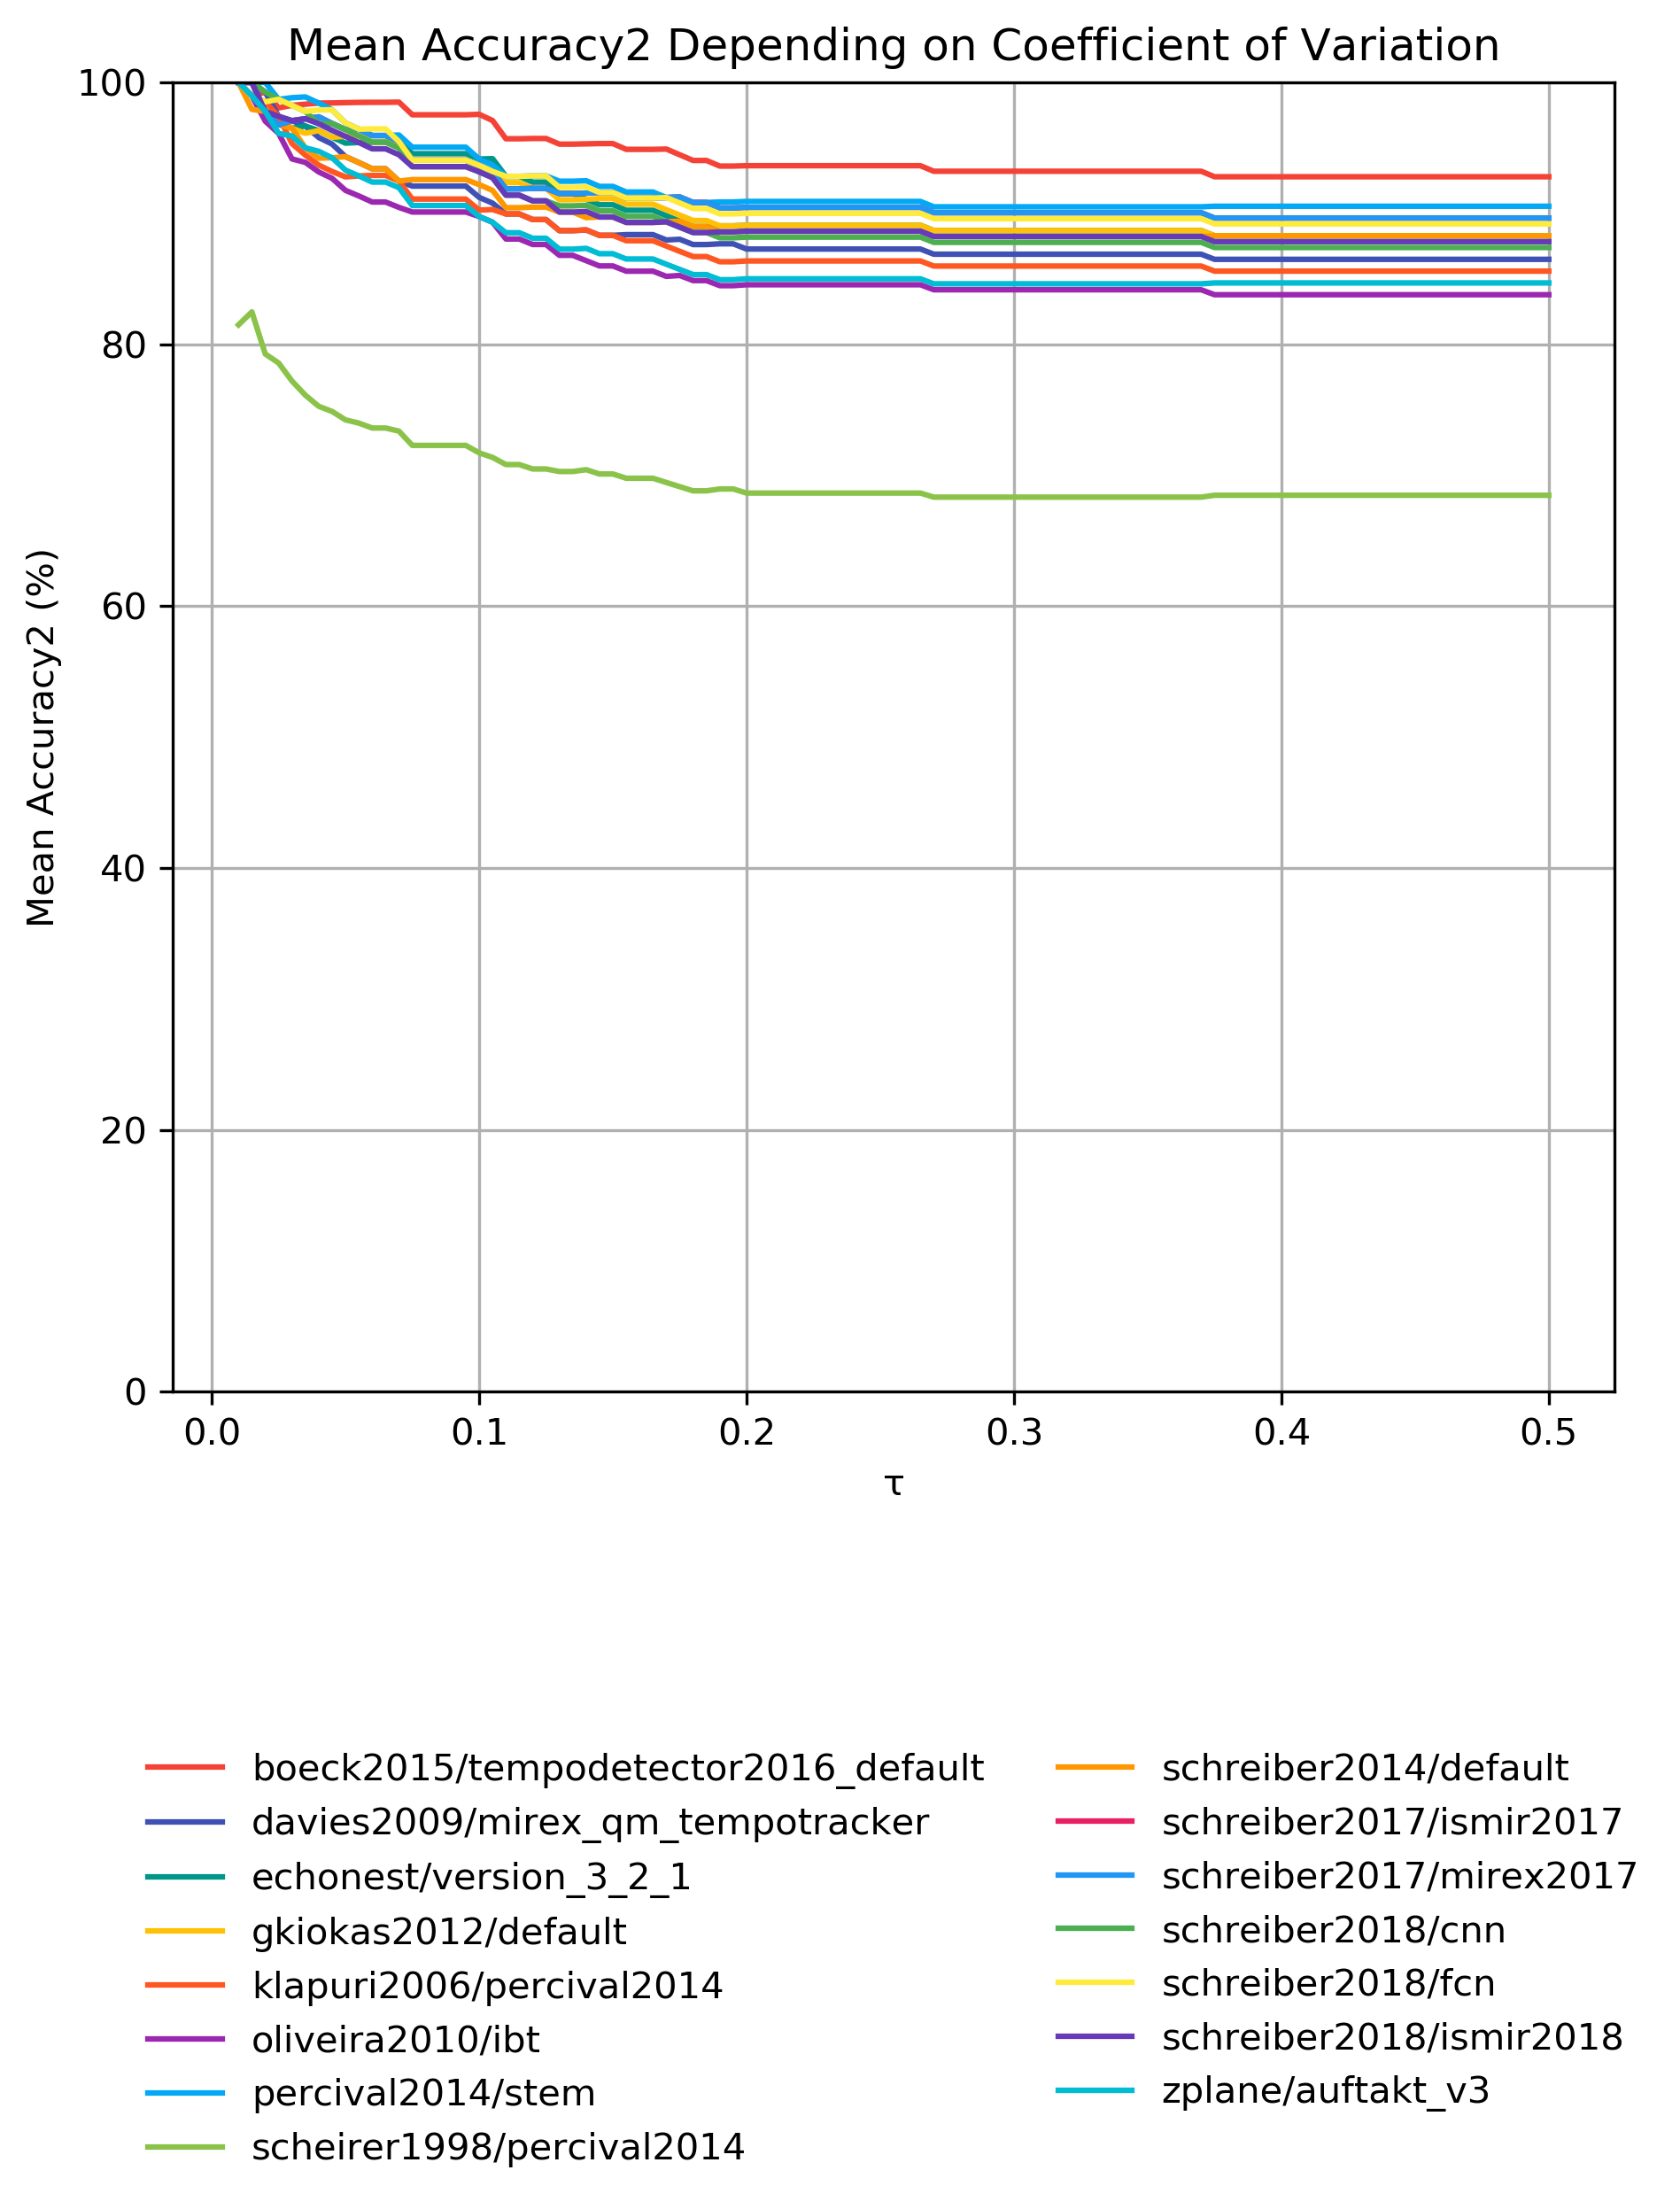 Mean Accuracy2 Depending on Coefficient of Variation
100
80
60
40
20
0
Mean Accuracy2 (%)
0.0 0.1 0.2 0.3 0.4 0.5
τ
boeck2015/tempodetector2016_default
davies2009/mirex_qm_tempotracker
echonest/version_3_2_1
gkiokas2012/default
klapuri2006/percival2014
oliveira2010/ibt
percival2014/stem
scheirer1998/percival2014
schreiber2014/default
schreiber2017/ismir2017
schreiber2017/mirex2017
schreiber2018/cnn
schreiber2018/fcn
schreiber2018/ismir2018
zplane/auftakt_v3